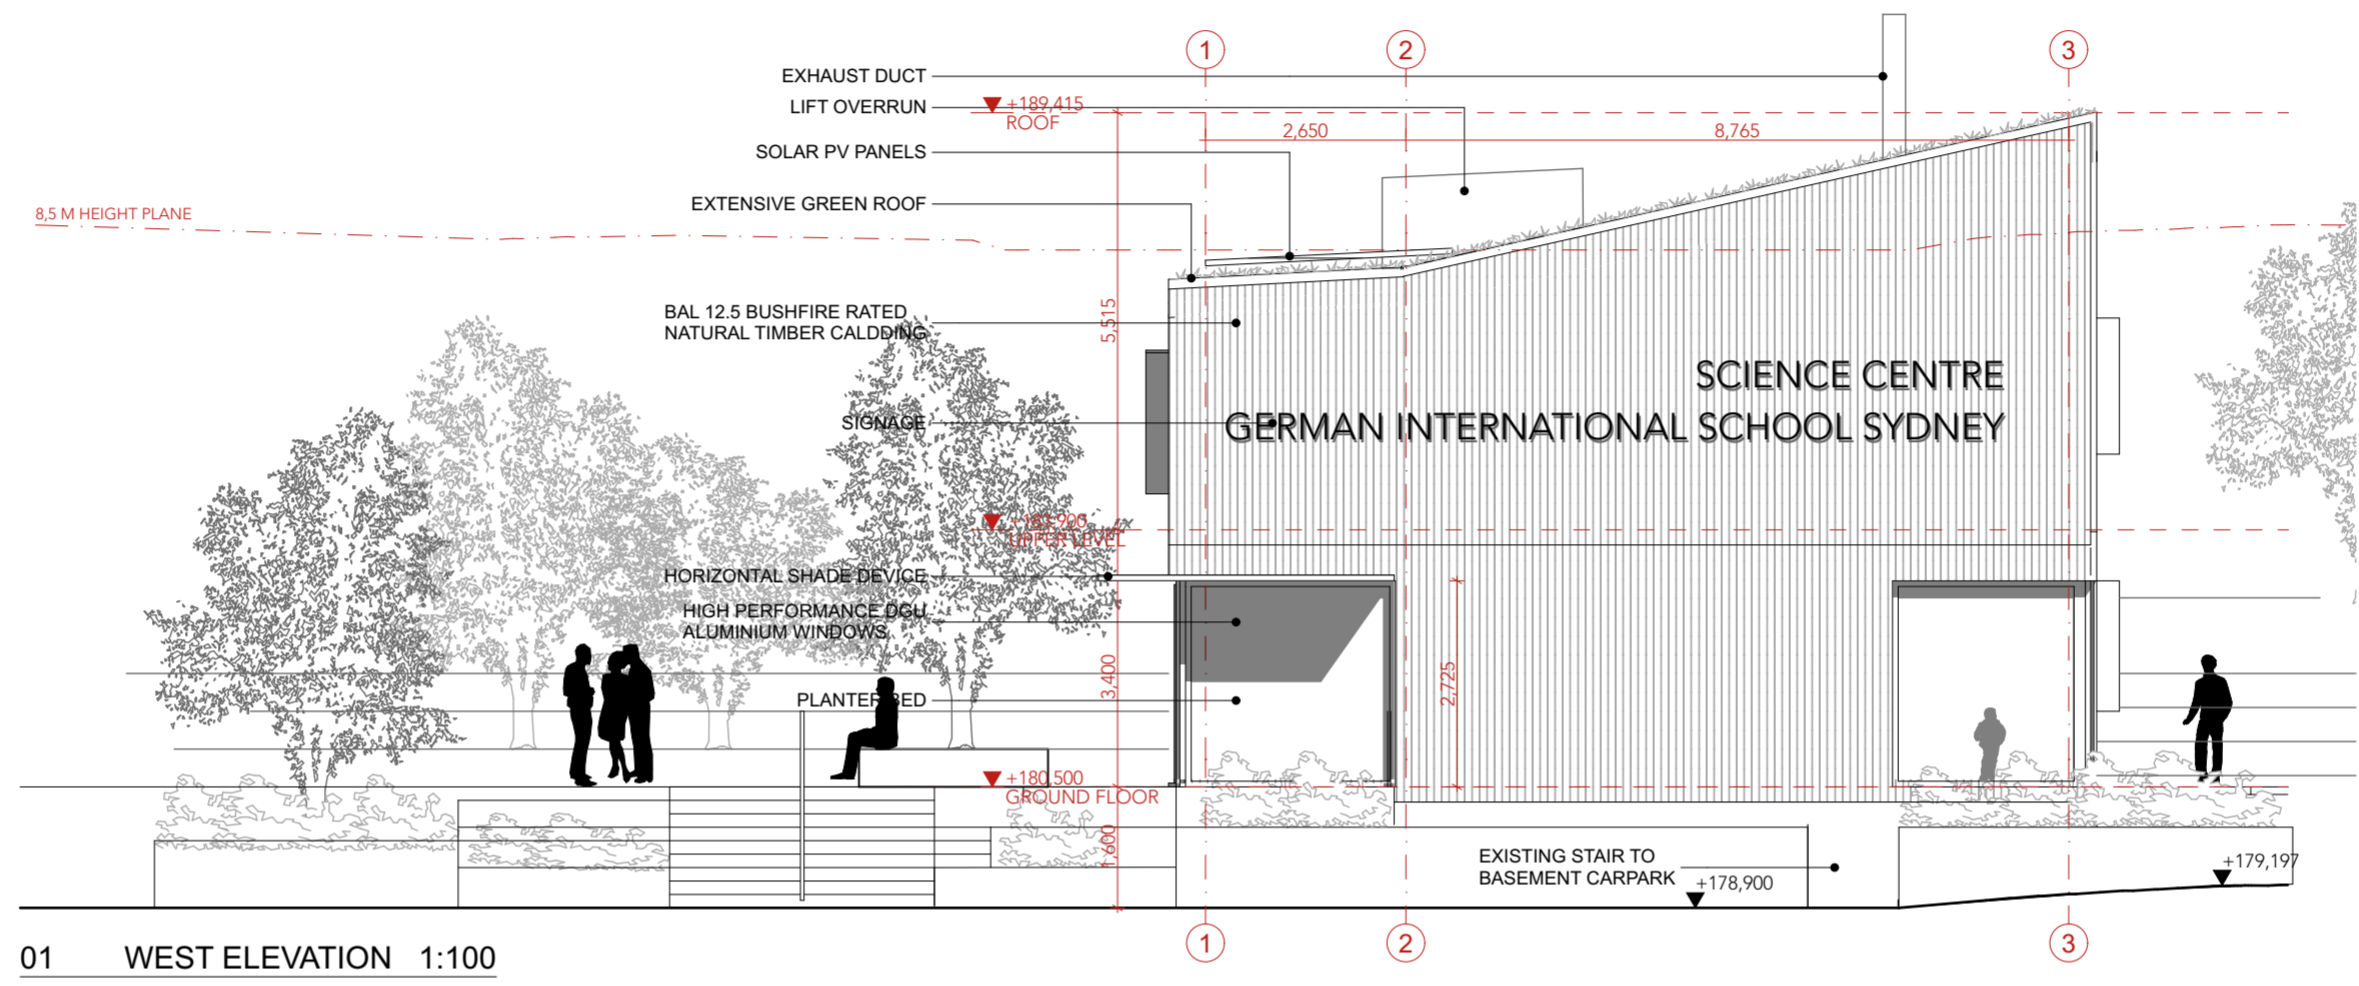 1
2
3
EXHAUST DUCT
LIFT OVERRUN
+189,415
ROOF
2,650
8,765
SOLAR PV PANELS
EXTENSIVE GREEN ROOF
8,5 M HEIGHT PLANE
BAL 12.5 BUSHFIRE RATED
NATURAL TIMBER CALDDING
5,515
SCIENCE CENTRE
GERMAN INTERNATIONAL SCHOOL SYDNEY
SIGNAGE
+183,900
UPPER LEVEL
HORIZONTAL SHADE DEVICE
HIGH PERFORMANCE DGU
ALUMINIUM WINDOWS
3,400
2,725
PLANTER BED
+180,500
GROUND FLOOR
1,600
EXISTING STAIR TO
BASEMENT CARPARK
+178,900
+179,197
1
2
3
01 WEST ELEVATION 1:100